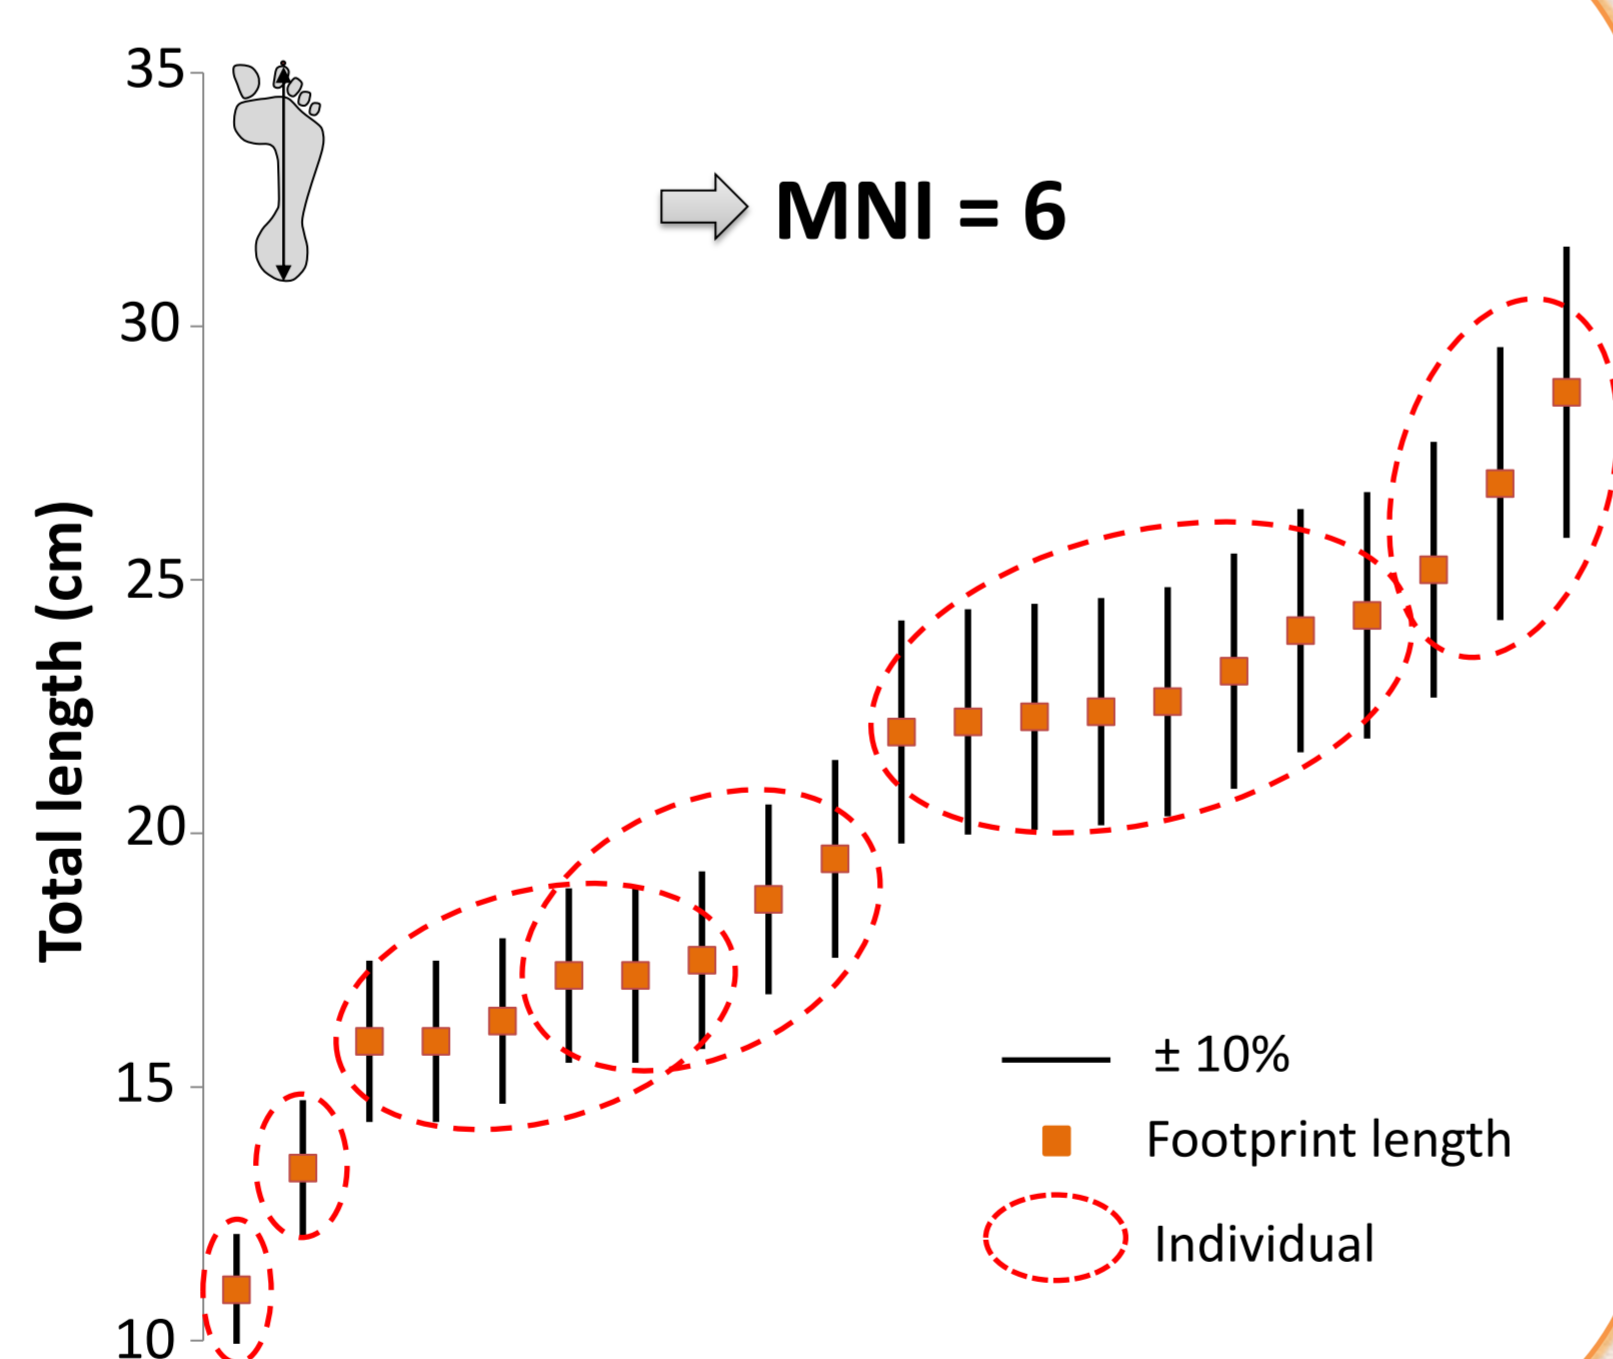 35
MNI = 6
30
25
20
15
10
Total length (cm)
± 10%
Footprint length
Individual